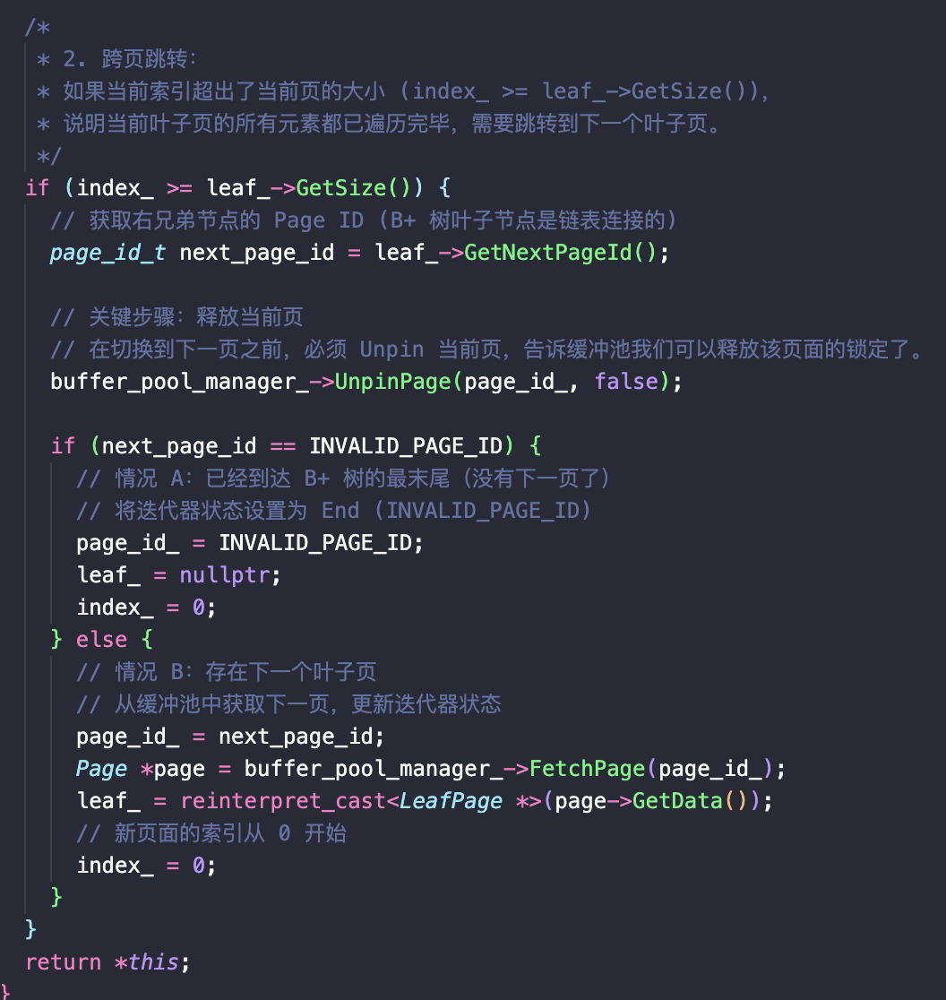 /*
* 2. 跨页跳转：
* 如果当前索引超出了当前页的大小 (index_ >= leaf_->GetSize())，
* 说明当前叶子页的所有元素都已遍历完毕，需要跳转到下一个叶子页。
*/
if (index_ >= leaf_->GetSize()) {
// 获取右兄弟节点的 Page ID (B+ 树叶子节点是链表连接的)
page_id_t next_page_id = leaf_->GetNextPageId();
// 关键步骤：释放当前页
// 在切换到下一页之前，必须 Unpin 当前页，告诉缓冲池我们可以释放该页面的锁定了。
buffer_pool_manager_->UnpinPage(page_id_, false);
if (next_page_id == INVALID_PAGE_ID) {
// 情况 A：已经到达 B+ 树的最末尾 (没有下一页了)
// 将迭代器状态设置为 End (INVALID_PAGE_ID)
page_id_ = INVALID_PAGE_ID;
leaf_ = nullptr;
index_ = 0;
} else {
// 情况 B：存在下一个叶子页
// 从缓冲池中获取下一页，更新迭代器状态
page_id_ = next_page_id;
Page *page = buffer_pool_manager_->FetchPage(page_id_);
leaf_ = reinterpret_cast<LeafPage *>(page->GetData());
// 新页面的索引从 0 开始
index_ = 0;
}
}
return *this;
}